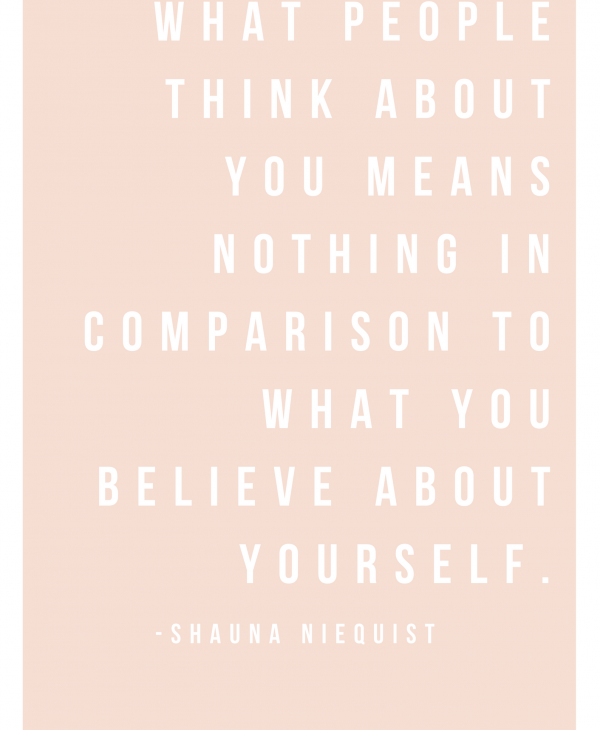 WHAT PEOPLE
THINK ABOUT
YOU MEANS
NOTHING IN
COMPARISON TO
WHAT YOU
BELIEVE ABOUT
YOURSELF.
-SHAUNA NIEQUIST